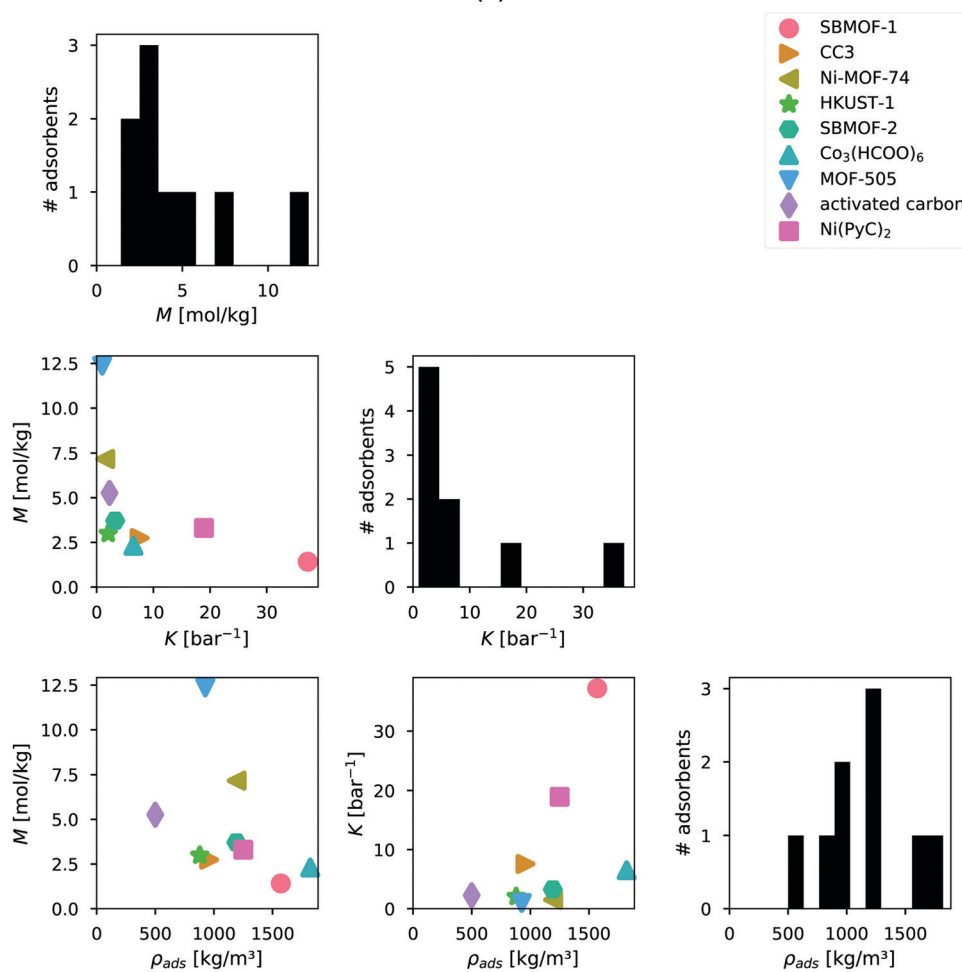 SBMOF-1
CC3
Ni-MOF-74
HKUST-1
SBMOF-2
Co₃(HCOO)₆
MOF-505
activated carbon
Ni(PyC)₂
# adsorbents
3
2
1
0
0 5 10
M [mol/kg]
M [mol/kg]
12.5
10.0
7.5
5.0
2.5
0.0
0 10 20 30
K [bar⁻¹]
# adsorbents
5
4
3
2
1
0
0 10 20 30
K [bar⁻¹]
M [mol/kg]
12.5
10.0
7.5
5.0
2.5
0.0
500 1000 1500
ρads [kg/m³]
K [bar⁻¹]
30
20
10
0
500 1000 1500
ρads [kg/m³]
# adsorbents
3
2
1
0
500 1000 1500
ρads [kg/m³]